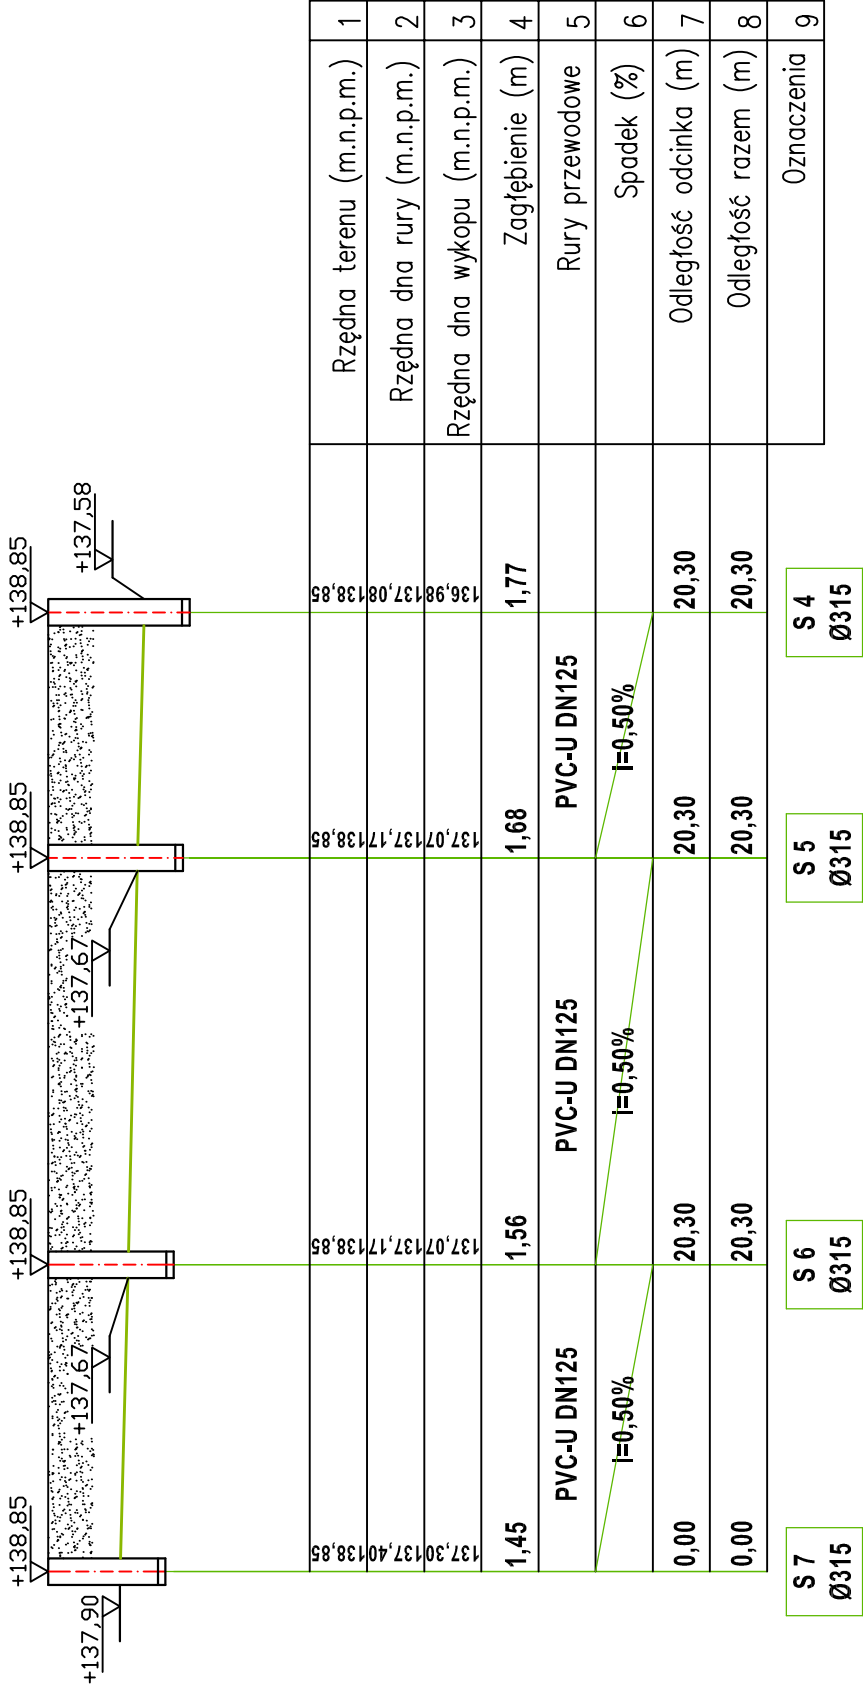 +138,85 +138,85 +138,85 +138,85
+137,90 +137,67 +137,67 +137,58
138,85 138,85 138,85 138,85 Rzędna terenu (m.n.p.m.) 1
137,40 137,17 137,17 137,08 Rzędna dna rury (m.n.p.m.) 2
137,30 137,07 137,07 136,98 Rzędna dna wykopu (m.n.p.m.) 3
1,45 1,56 1,68 1,77 Zagłębienie (m) 4
PVC-U DN125 PVC-U DN125 PVC-U DN125 Rury przewodowe 5
i=0,50% i=0,50% i=0,50% Spadek (%) 6
0,00 20,30 20,30 20,30 Odległość odcinka (m) 7
0,00 20,30 20,30 20,30 Odległość razem (m) 8
Oznaczenia 9
S 7 S 6 S 5 S 4
Ø315 Ø315 Ø315 Ø315